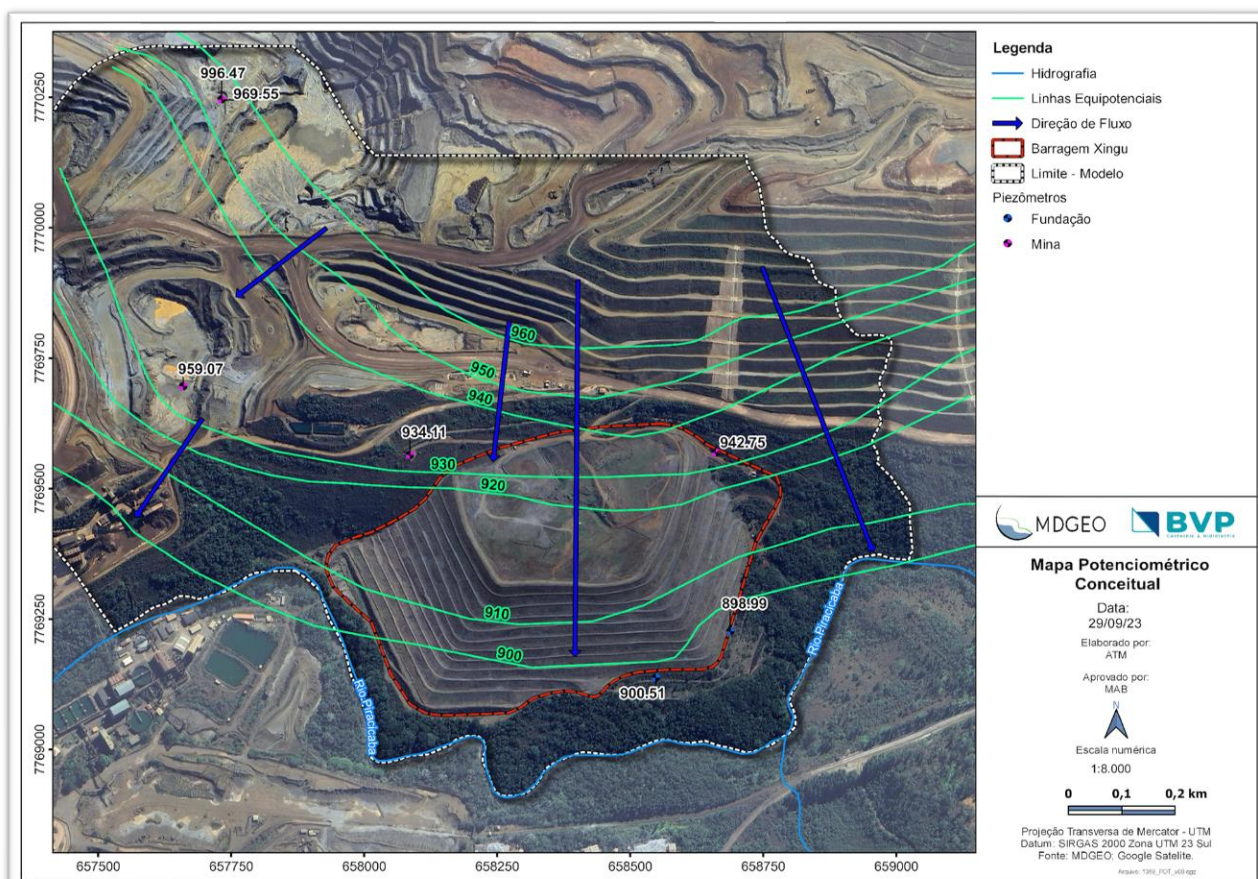 996.47
969.55
959.07
934.11
942.75
898.99
900.51
960
950
940
930
920
910
900
Rio Piracicaba
Rio Piracicaba
7770250
7770000
7769750
7769500
7769250
7769000
657500
657750
658000
658250
658500
658750
659000
Legenda
Hidrografia
Linhas Equipotenciais
Direção de Fluxo
Barragem Xingu
Limite - Modelo
Piezômetros
Fundação
Mina
MDGEO
BVP
Mapa Potenciométrico
Conceitual
Data:
29/09/23
Elaborado por:
ATM
Aprovado por:
MAB
N
Escala numérica
1:8.000
0 0,1 0,2 km
Projeção Transversa de Mercator - UTM
Datum: SIRGAS 2000 Zona UTM 23 Sul
Fonte: MDGEO; Google Satelite.